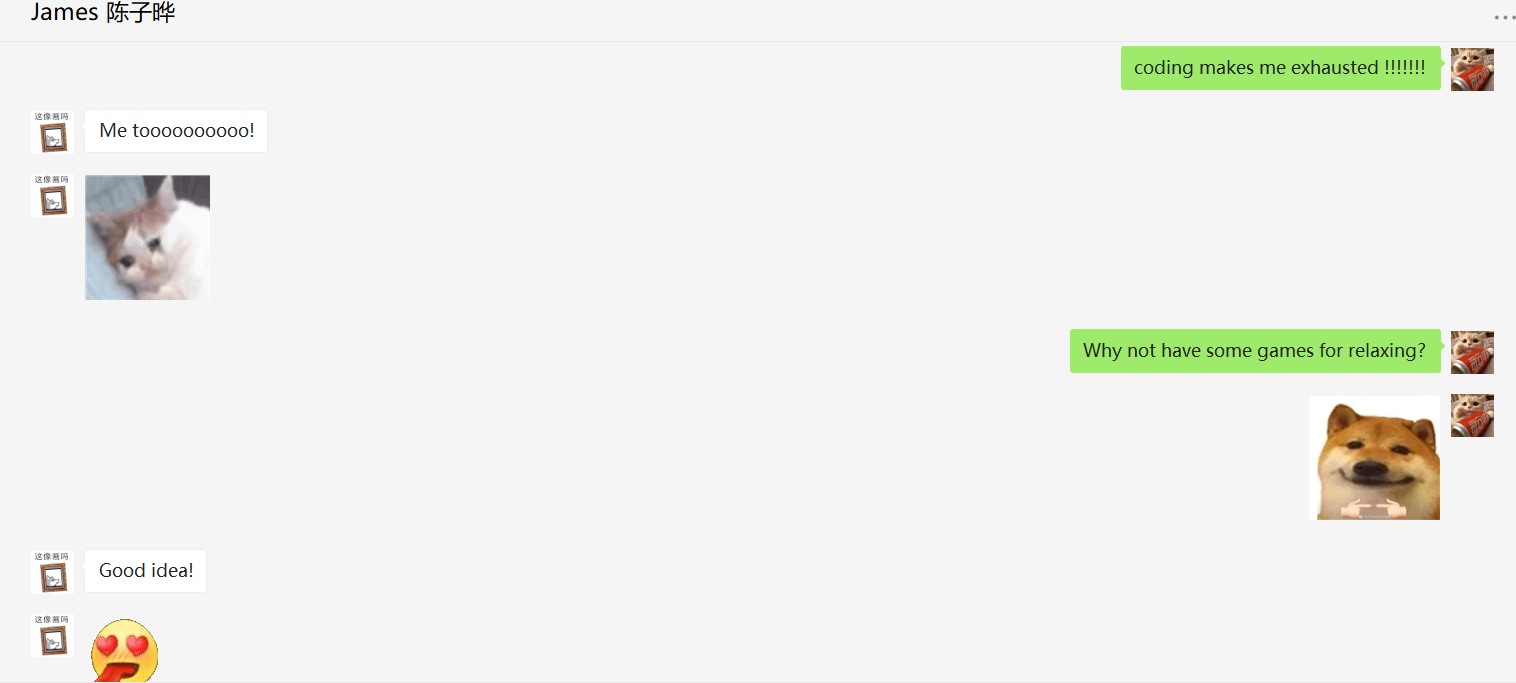 James 陈子晔
coding makes me exhausted !!!!!!!
这像画吗
Me toooooooooo!
这像画吗
Why not have some games for relaxing?
这像画吗
Good idea!
这像画吗